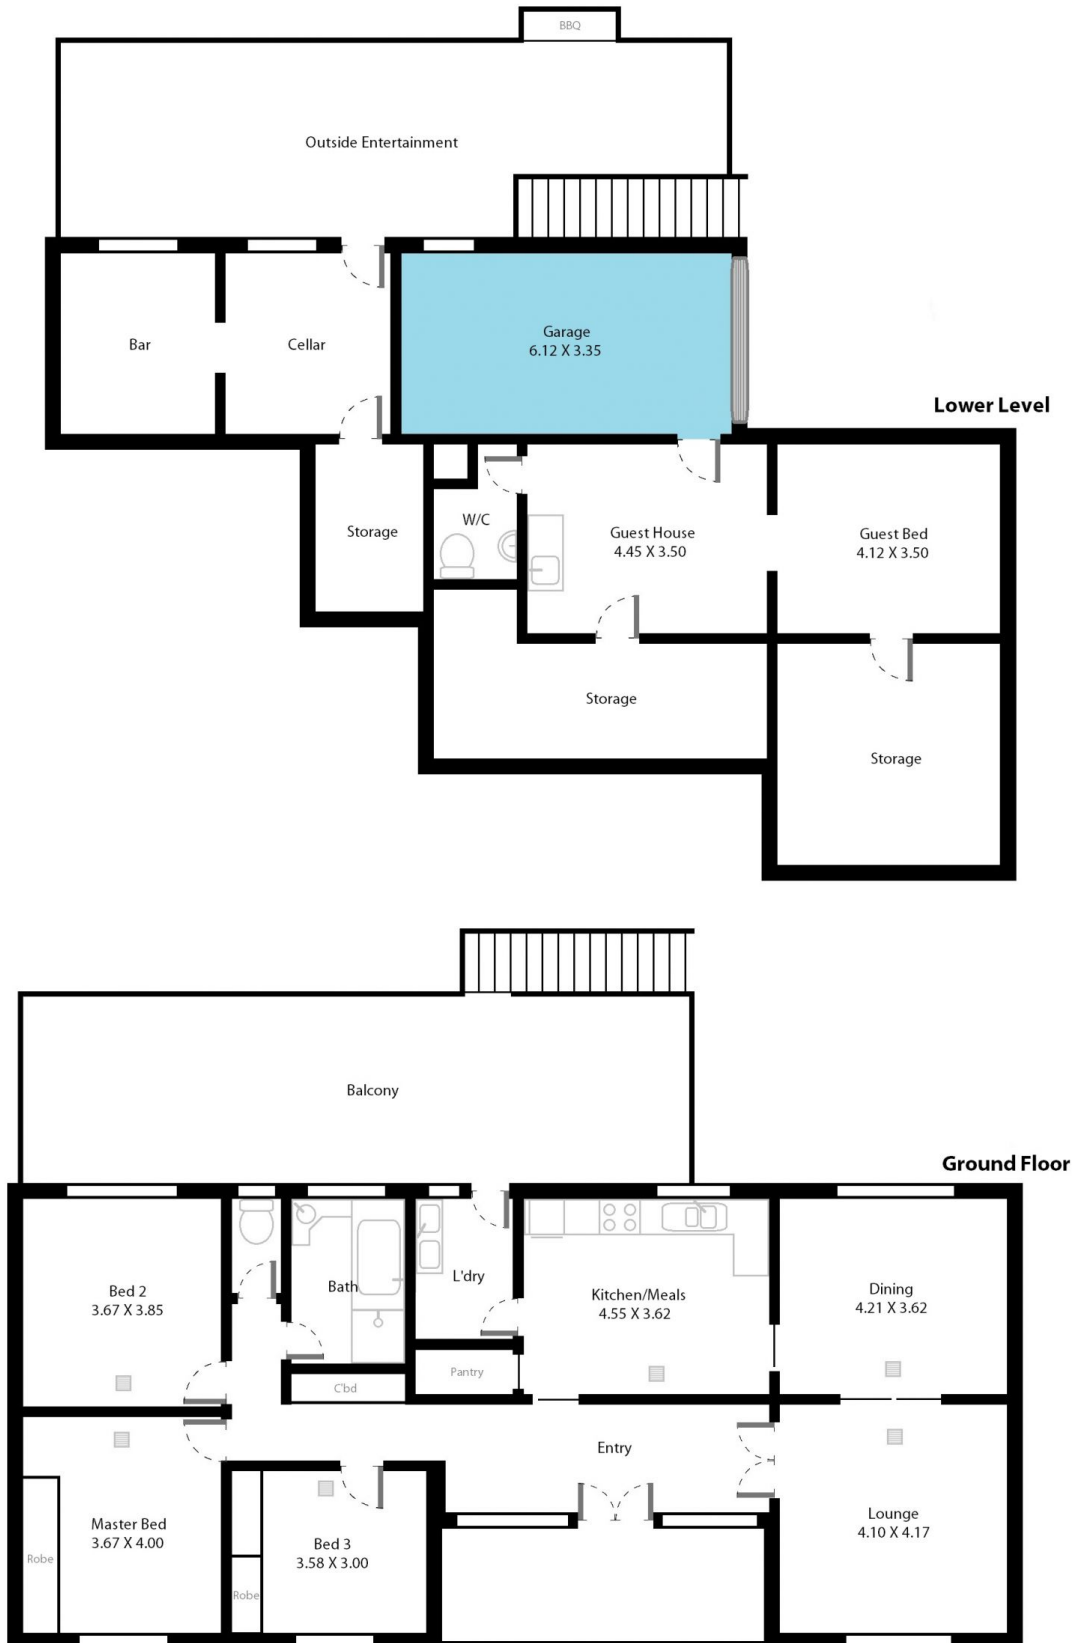 BBQ
Outside Entertainment
Bar
Cellar
Garage
6.12 X 3.35
Lower Level
Storage
W/C
Guest House
4.45 X 3.50
Guest Bed
4.12 X 3.50
Storage
Storage
Balcony
Ground Floor
Bed 2
3.67 X 3.85
Bath
L'dry
Kitchen/Meals
4.55 X 3.62
Dining
4.21 X 3.62
Pantry
C'bd
Entry
Master Bed
3.67 X 4.00
Robe
Bed 3
3.58 X 3.00
Robe
Lounge
4.10 X 4.17